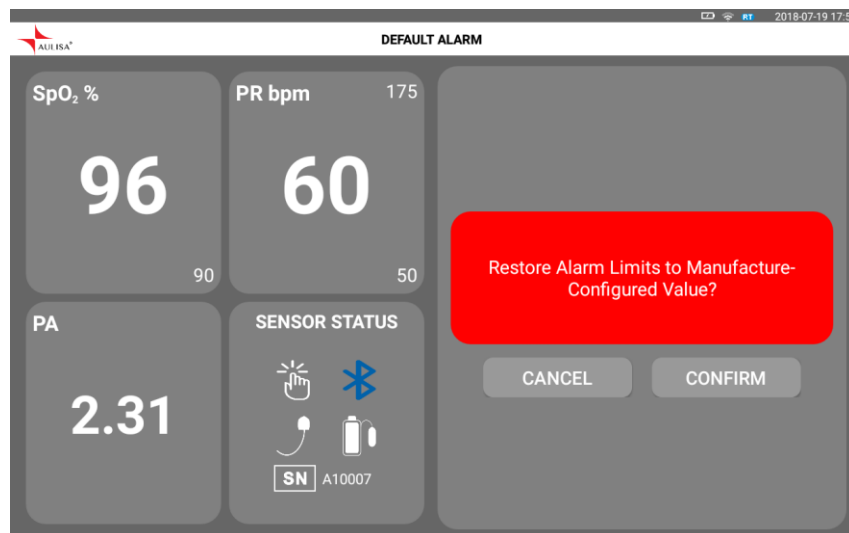 RT 2018-07-19 17:5
AULISA®
DEFAULT ALARM
SpO₂ %
96
90
PR bpm 175
60
50
PA
2.31
SENSOR STATUS
SN A10007
Restore Alarm Limits to Manufacture-
Configured Value?
CANCEL CONFIRM